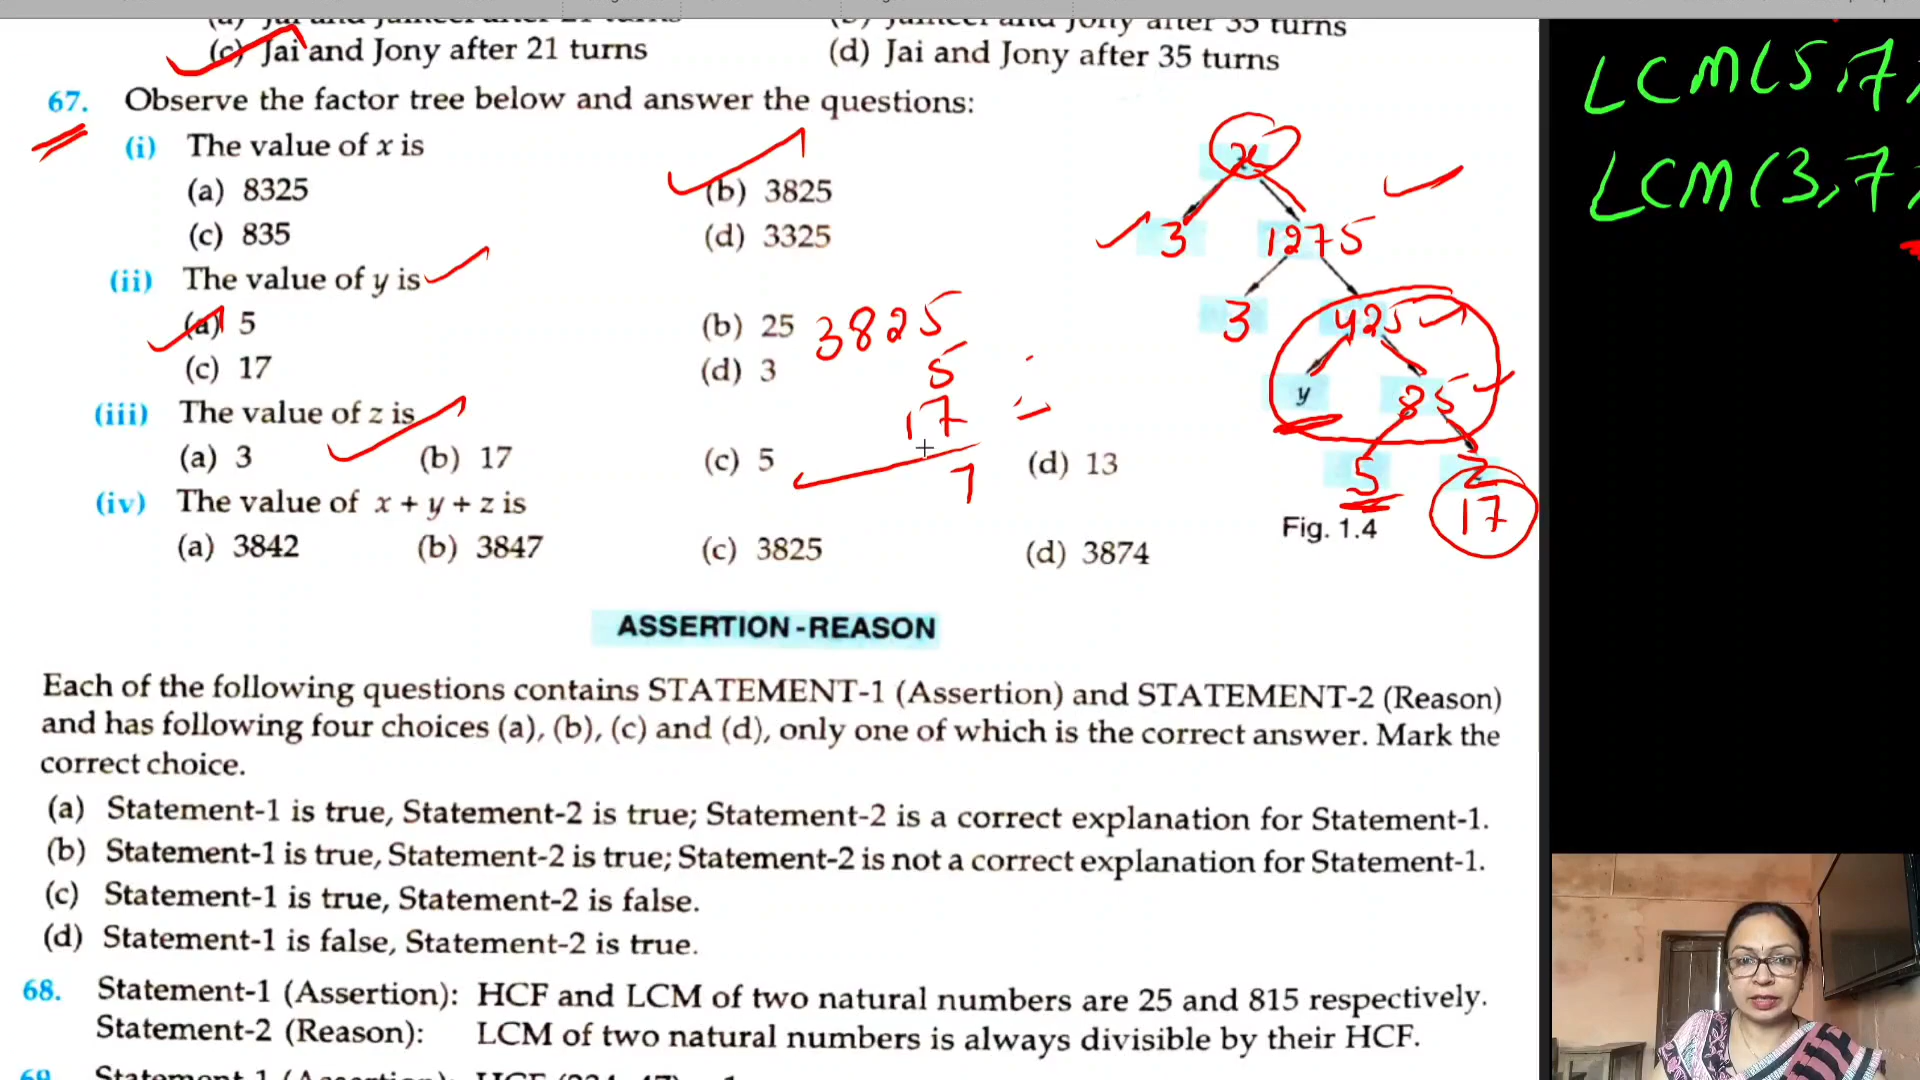 (c) Jai and Jony after 21 turns
(d) Jai and Jony after 35 turns
67. Observe the factor tree below and answer the questions:
(i) The value of x is
(a) 8325
(b) 3825
(c) 835
(d) 3325
(ii) The value of y is
(a) 5
(b) 25
(c) 17
(d) 3
(iii) The value of z is
(a) 3
(b) 17
(c) 5
(d) 13
(iv) The value of x + y + z is
(a) 3842
(b) 3847
(c) 3825
(d) 3874
3825
5
17
7
x
3 1275
3 425
y 85
5 z
17
Fig. 1.4
LCM(5,7,
LCM(3,7,
ASSERTION-REASON
Each of the following questions contains STATEMENT-1 (Assertion) and STATEMENT-2 (Reason)
and has following four choices (a), (b), (c) and (d), only one of which is the correct answer. Mark the
correct choice.
(a) Statement-1 is true, Statement-2 is true; Statement-2 is a correct explanation for Statement-1.
(b) Statement-1 is true, Statement-2 is true; Statement-2 is not a correct explanation for Statement-1.
(c) Statement-1 is true, Statement-2 is false.
(d) Statement-1 is false, Statement-2 is true.
68. Statement-1 (Assertion): HCF and LCM of two natural numbers are 25 and 815 respectively.
Statement-2 (Reason): LCM of two natural numbers is always divisible by their HCF.